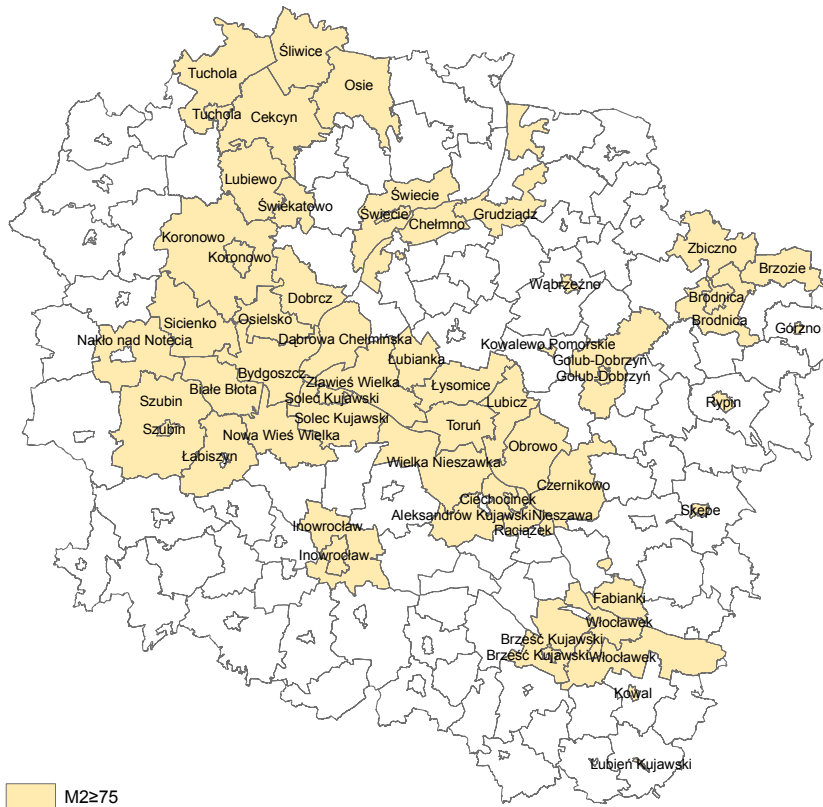 Śliwice
Tuchola
Osie
Tuchola
Cekcyn
Lubiewo
Świecie
Świekatowo
Świecie
Grudziądz
Chełmno
Koronowo
Zbiczno
Koronowo
Brzozie
Wąbrzeźno
Dobrcz
Brodnica
Osielsko
Brodnica
Sicienko
Górzno
Nakło nad Notecią
Dąbrowa Chełmińska
Kowalewo Pomorskie
Łubianka
Golub-Dobrzyń
Bydgoszcz
Golub-Dobrzyń
Zławieś Wielka
Łysomice
Białe Błota
Solec Kujawski
Szubin
Lubicz
Rypin
Solec Kujawski
Toruń
Szubin
Nowa Wieś Wielka
Obrowo
Łabiszyn
Wielka Nieszawka
Czernikowo
Ciechocinek
Skępe
Aleksandrów Kujawski
Nieszawa
Inowrocław
Raciążek
Inowrocław
Fabianki
Włocławek
Brześć Kujawski
Brześć Kujawski
Włocławek
Kowal
Lubień Kujawski
M2≥75